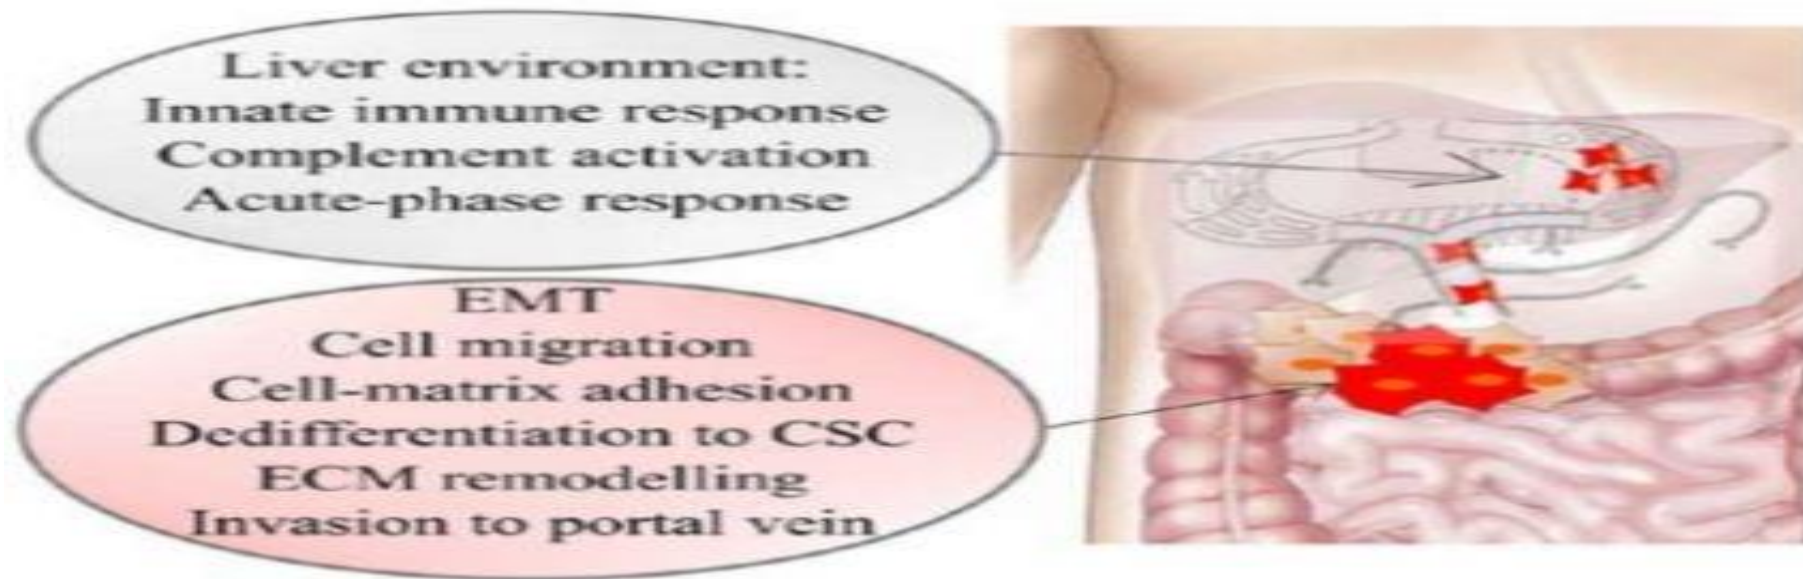 Liver environment:
Innate immune response
Complement activation
Acute-phase response
EMT
Cell migration
Cell-matrix adhesion
Dedifferentiation to CSC
ECM remodelling
Invasion to portal vein